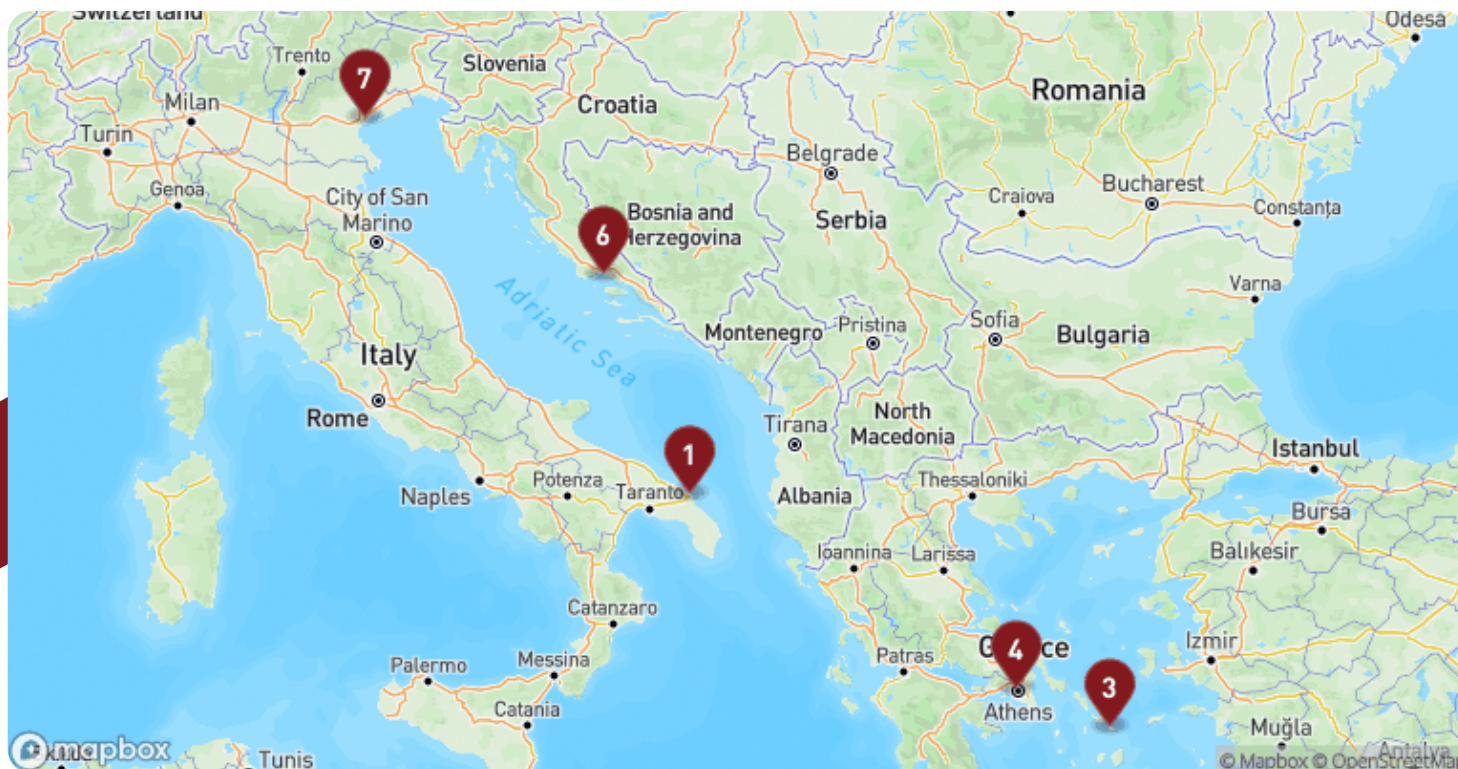 Switzerland
Odesa
Trento
Slovenia
7
Croatia
Romania
Milan
Turin
Belgrade
Genoa
City of San
Marino
Craiova
Bucharest
Constanța
6
Bosnia and
Herzegovina
Serbia
Varna
Adriatic Sea
Montenegro
Pristina
Sofia
Bulgaria
Italy
Rome
Tirana
North
Macedonia
Istanbul
1
Naples
Potenza
Taranto
Albania
Thessaloniki
Bursa
Ioannina
Larissa
Balıkesir
Catanzaro
Izmir
Palermo
Messina
Patras
Greece
4
3
Catania
Athens
Muğla
mapbox
Tunis
Antalya
© Mapbox © OpenStreetMap